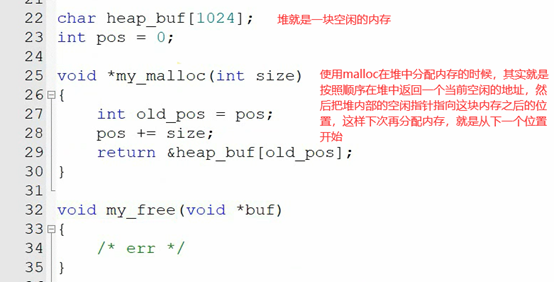 21
22 char heap_buf[1024]; 堆就是一块空闲的内存
23 int pos = 0;
24
25 void *my_malloc(int size) 使用malloc在堆中分配内存的时候，其实就是
26 { 按照顺序在堆中返回一个当前空闲的地址，然
27 int old_pos = pos; 后把堆内部的空闲指针指向这块内存之后的位
28 pos += size; 置，这样下次再分配内存，就是从下一个位置
29 return &heap_buf[old_pos]; 开始
30 }
31
32 void my_free(void *buf)
33 {
34 /* err */
35 }